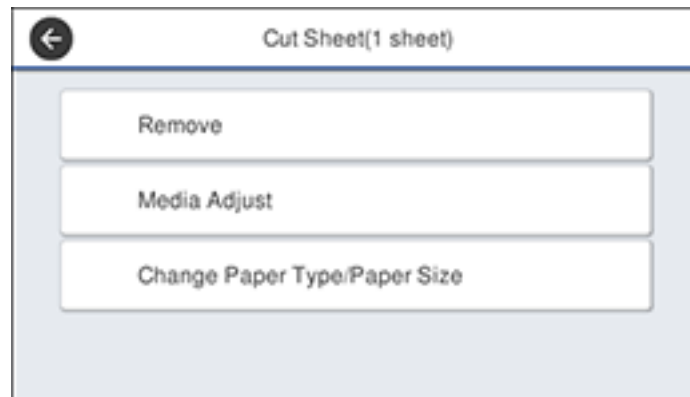 Cut Sheet(1 sheet)
Remove
Media Adjust
Change Paper Type/Paper Size